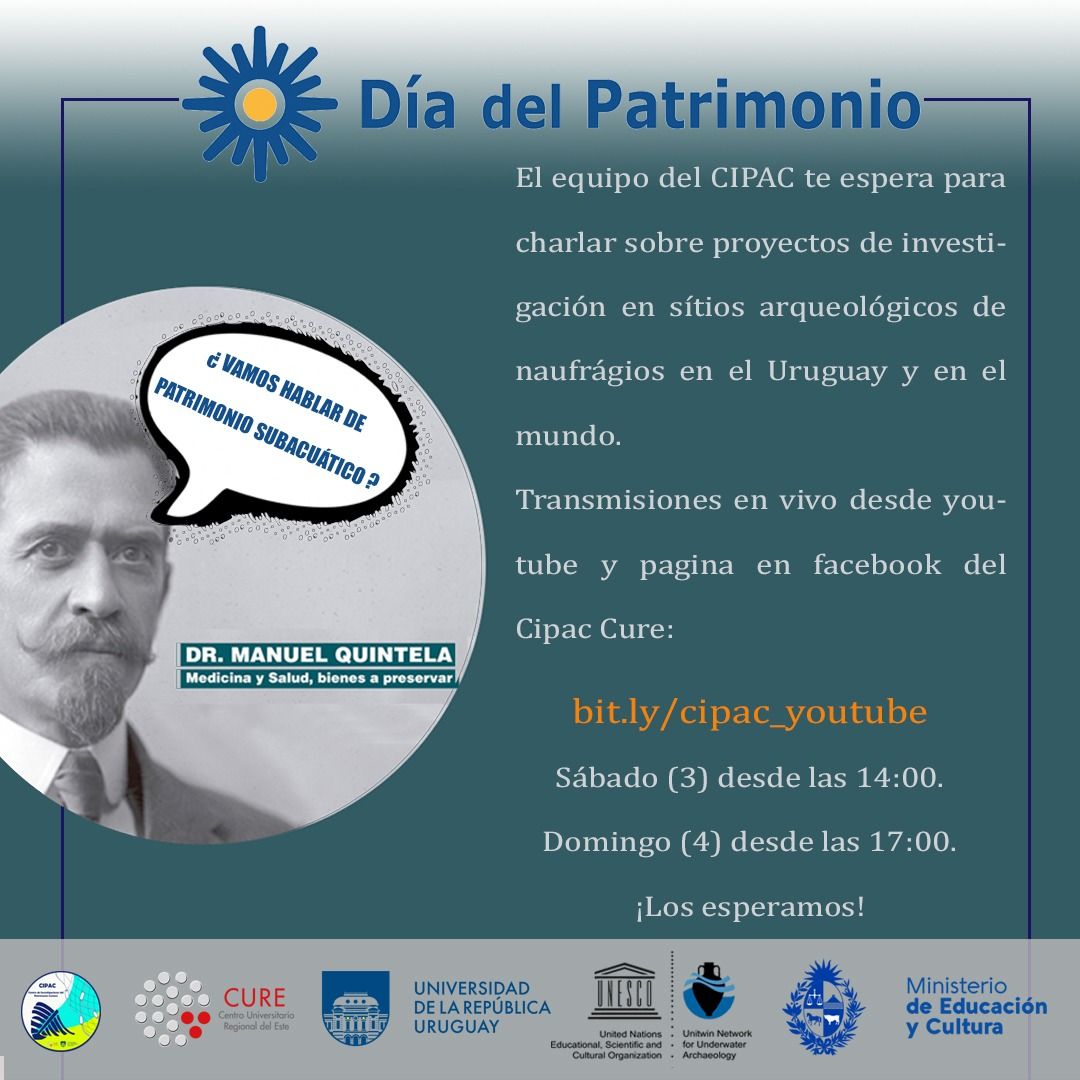 Día del Patrimonio
El equipo del CIPAC te espera para
charlar sobre proyectos de investi-
gación en sítios arqueológicos de
naufrágios en el Uruguay y en el
mundo.
Transmisiones en vivo desde you-
tube y pagina en facebook del
Cipac Cure:
bit.ly/cipac_youtube
Sábado (3) desde las 14:00.
Domingo (4) desde las 17:00.
¡Los esperamos!
¿ VAMOS HABLAR DE
PATRIMONIO SUBACUÁTICO ?
DR. MANUEL QUINTELA
Medicina y Salud, bienes a preservar
CIPAC
CURE
Centro Universitario
Regional del Este
UNIVERSIDAD
DE LA REPÚBLICA
URUGUAY
UNESCO
United Nations
Educational, Scientific and
Cultural Organization
Unitwin Network
for Underwater
Archaeology
Ministerio
de Educación
y Cultura